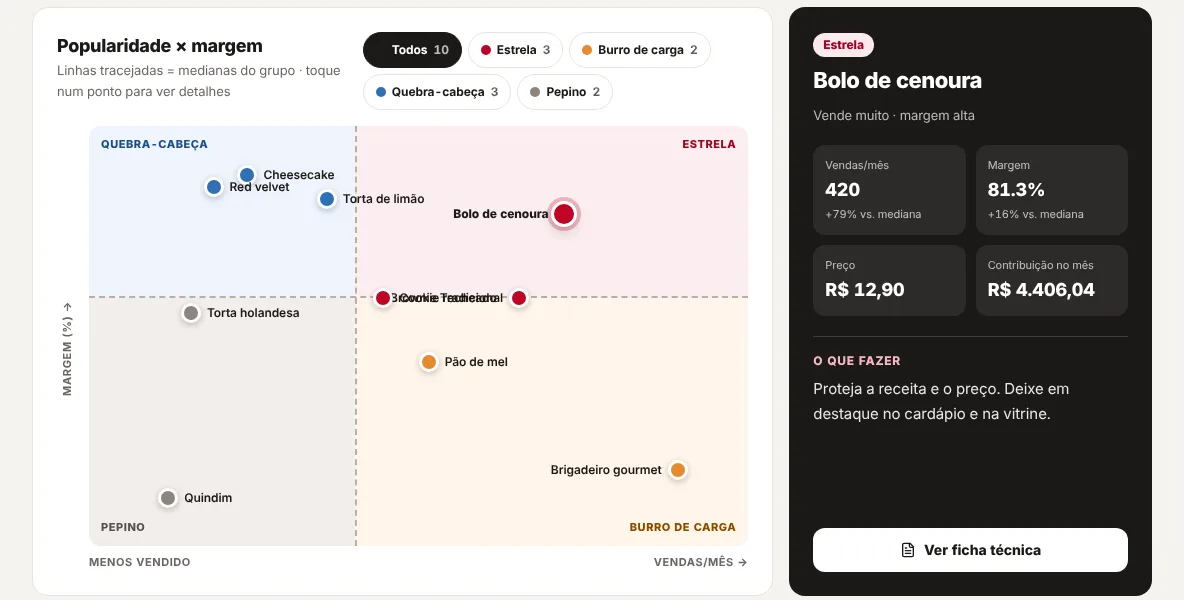 Popularidade × margem
Linhas tracejadas = medianas do grupo · toque
num ponto para ver detalhes
Todos 10
Estrela 3
Burro de carga 2
Quebra-cabeça 3
Pepino 2
QUEBRA-CABEÇA
ESTRELA
Cheesecake
Red velvet
Torta de limão
Bolo de cenoura
Torta holandesa
Pão de mel
Brigadeiro gourmet
Quindim
PEPINO
BURRO DE CARGA
MARGEM (%) →
MENOS VENDIDO
VENDAS/MÊS →
Estrela
Bolo de cenoura
Vende muito · margem alta
Vendas/mês
420
+79% vs. mediana
Margem
81.3%
+16% vs. mediana
Preço
R$ 12,90
Contribuição no mês
R$ 4.406,04
O QUE FAZER
Proteja a receita e o preço. Deixe em
destaque no cardápio e na vitrine.
Ver ficha técnica